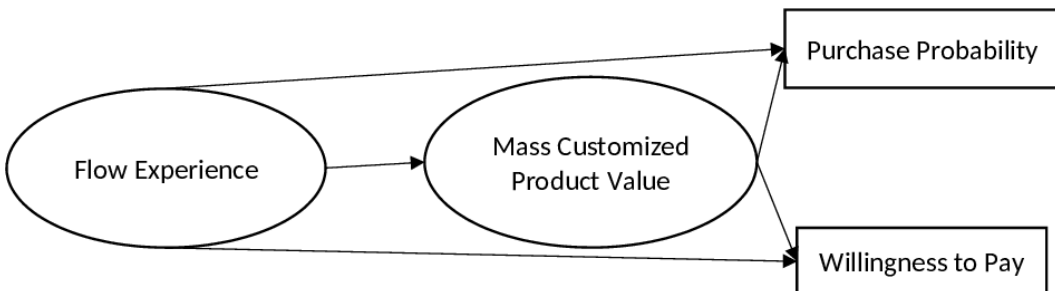 Purchase Probability
Flow Experience
Mass Customized
Product Value
Willingness to Pay